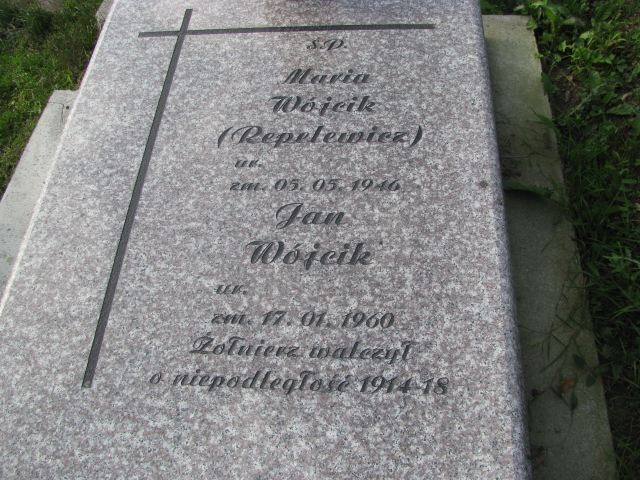 ś.p.
Maria
Wójcik
(Repelewicz)
ur.
zm. 05. 05. 1946
Jan
Wójcik
ur.
zm. 17. 01. 1960
Żołnierz walczył
o niepodległość 1914-18